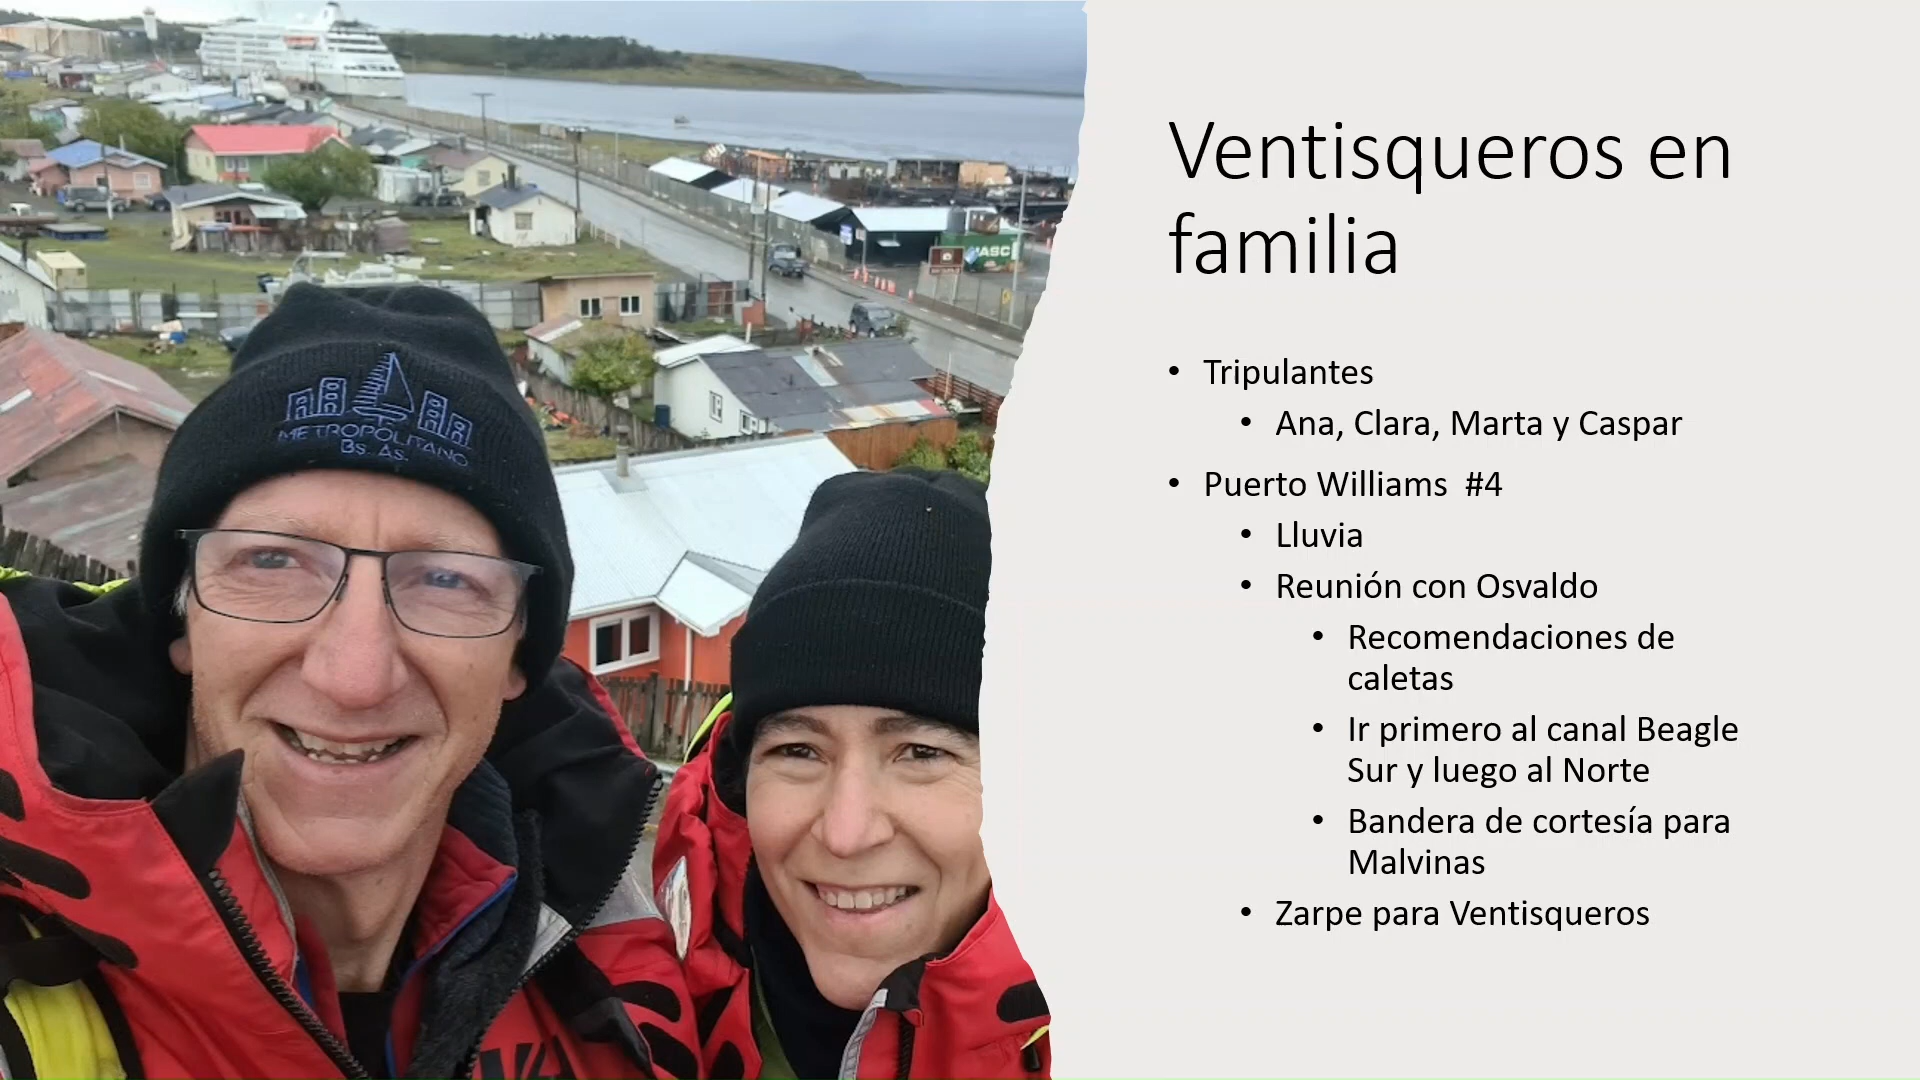 Ventisqueros en
familia
• Tripulantes
• Ana, Clara, Marta y Caspar
• Puerto Williams #4
• Lluvia
• Reunión con Osvaldo
• Recomendaciones de
caletas
• Ir primero al canal Beagle
Sur y luego al Norte
• Bandera de cortesía para
Malvinas
• Zarpe para Ventisqueros
METROPOLITANO
Bs. As.